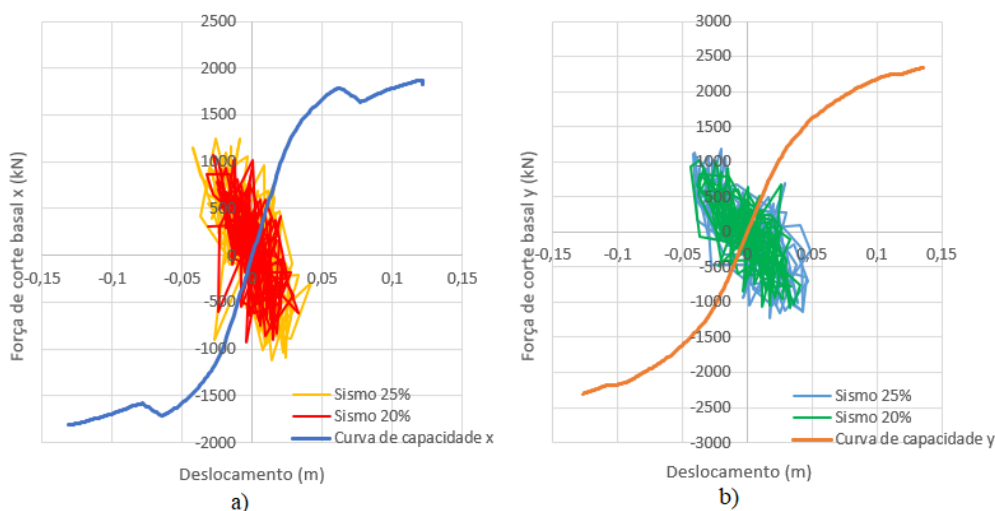 2500
2000
1500
1000
500
0
-500
-1000
-1500
-2000
-0,15 -0,1 -0,05 0 0,05 0,1 0,15
Força de corte basal x (kN)
Deslocamento (m)
Sismo 25%
Sismo 20%
Curva de capacidade x
a)
3000
2500
2000
1500
1000
500
0
-500
-1000
-1500
-2000
-2500
-3000
-0,15 -0,1 -0,05 0 0,05 0,1 0,15
Força de corte basal y (kN)
Deslocamento (m)
Sismo 25%
Sismo 20%
Curva de capacidade y
b)